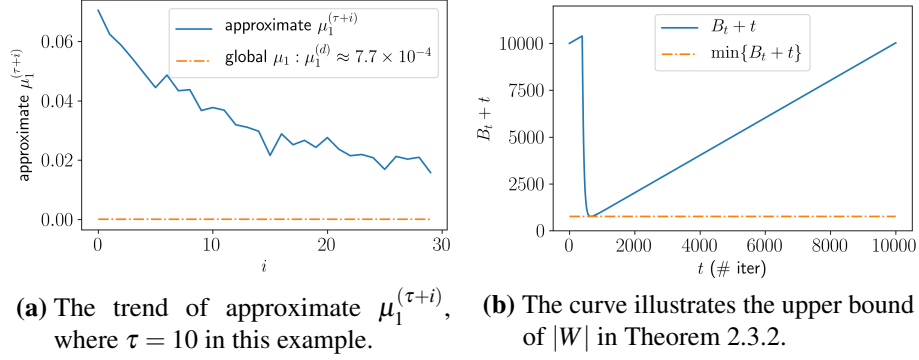 0.06
0.04
0.02
0.00
approximate μ₁^(τ+i)
approximate μ₁^(τ+i)
global μ₁ : μ₁^(d) ≈ 7.7 × 10⁻⁴
0
10
20
30
i
(a) The trend of approximate μ₁^(τ+i),
where τ = 10 in this example.
10000
7500
5000
2500
0
B_t + t
B_t + t
min{B_t + t}
0
2000
4000
6000
8000
10000
t (# iter)
(b) The curve illustrates the upper bound
of |W| in Theorem 2.3.2.